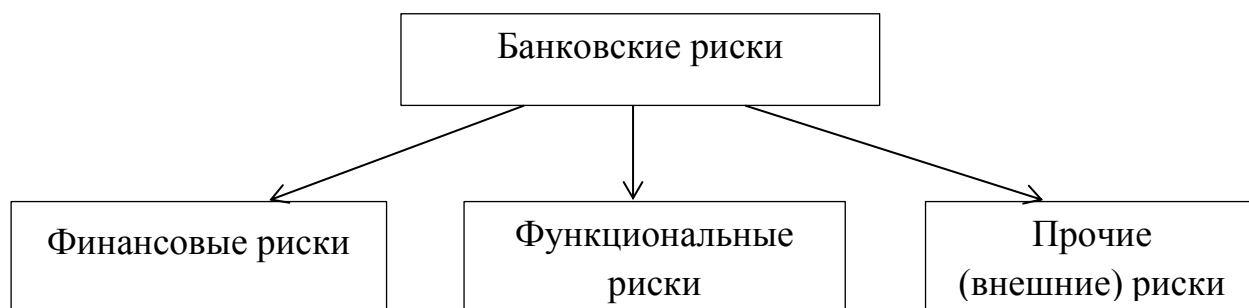 Банковские риски
Финансовые риски
Функциональные
риски
Прочие
(внешние) риски